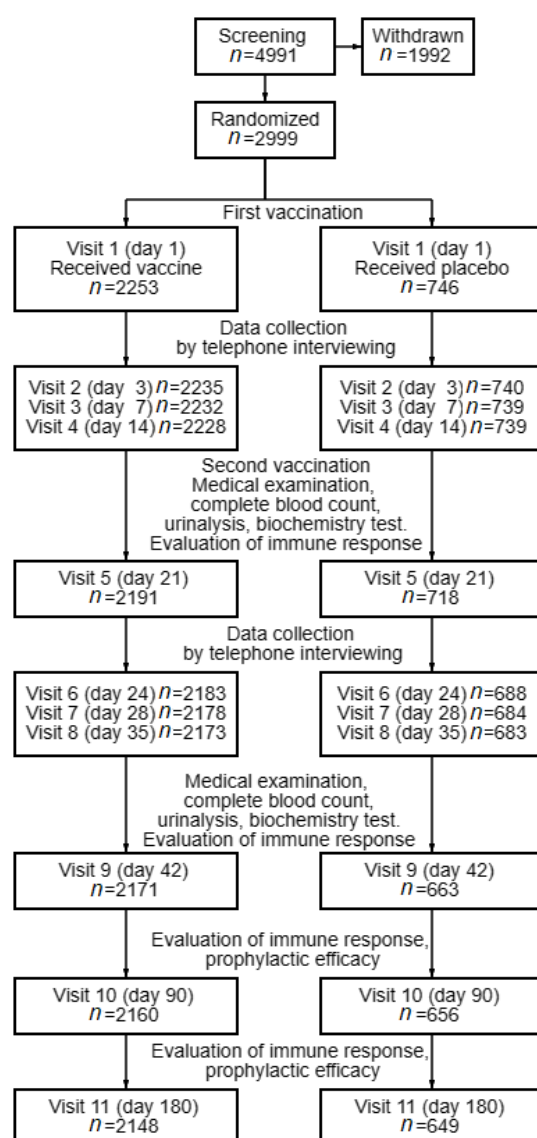 Screening
n=4991
Withdrawn
n=1992
Randomized
n=2999
First vaccination
Visit 1 (day 1)
Received vaccine
n=2253
Visit 1 (day 1)
Received placebo
n=746
Data collection
by telephone interviewing
Visit 2 (day 3) n=2235
Visit 3 (day 7) n=2232
Visit 4 (day 14) n=2228
Visit 2 (day 3) n=740
Visit 3 (day 7) n=739
Visit 4 (day 14) n=739
Second vaccination
Medical examination,
complete blood count,
urinalysis, biochemistry test.
Evaluation of immune response
Visit 5 (day 21)
n=2191
Visit 5 (day 21)
n=718
Data collection
by telephone interviewing
Visit 6 (day 24) n=2183
Visit 7 (day 28) n=2178
Visit 8 (day 35) n=2173
Visit 6 (day 24) n=688
Visit 7 (day 28) n=684
Visit 8 (day 35) n=683
Medical examination,
complete blood count,
urinalysis, biochemistry test.
Evaluation of immune response
Visit 9 (day 42)
n=2171
Visit 9 (day 42)
n=663
Evaluation of immune response,
prophylactic efficacy
Visit 10 (day 90)
n=2160
Visit 10 (day 90)
n=656
Evaluation of immune response,
prophylactic efficacy
Visit 11 (day 180)
n=2148
Visit 11 (day 180)
n=649